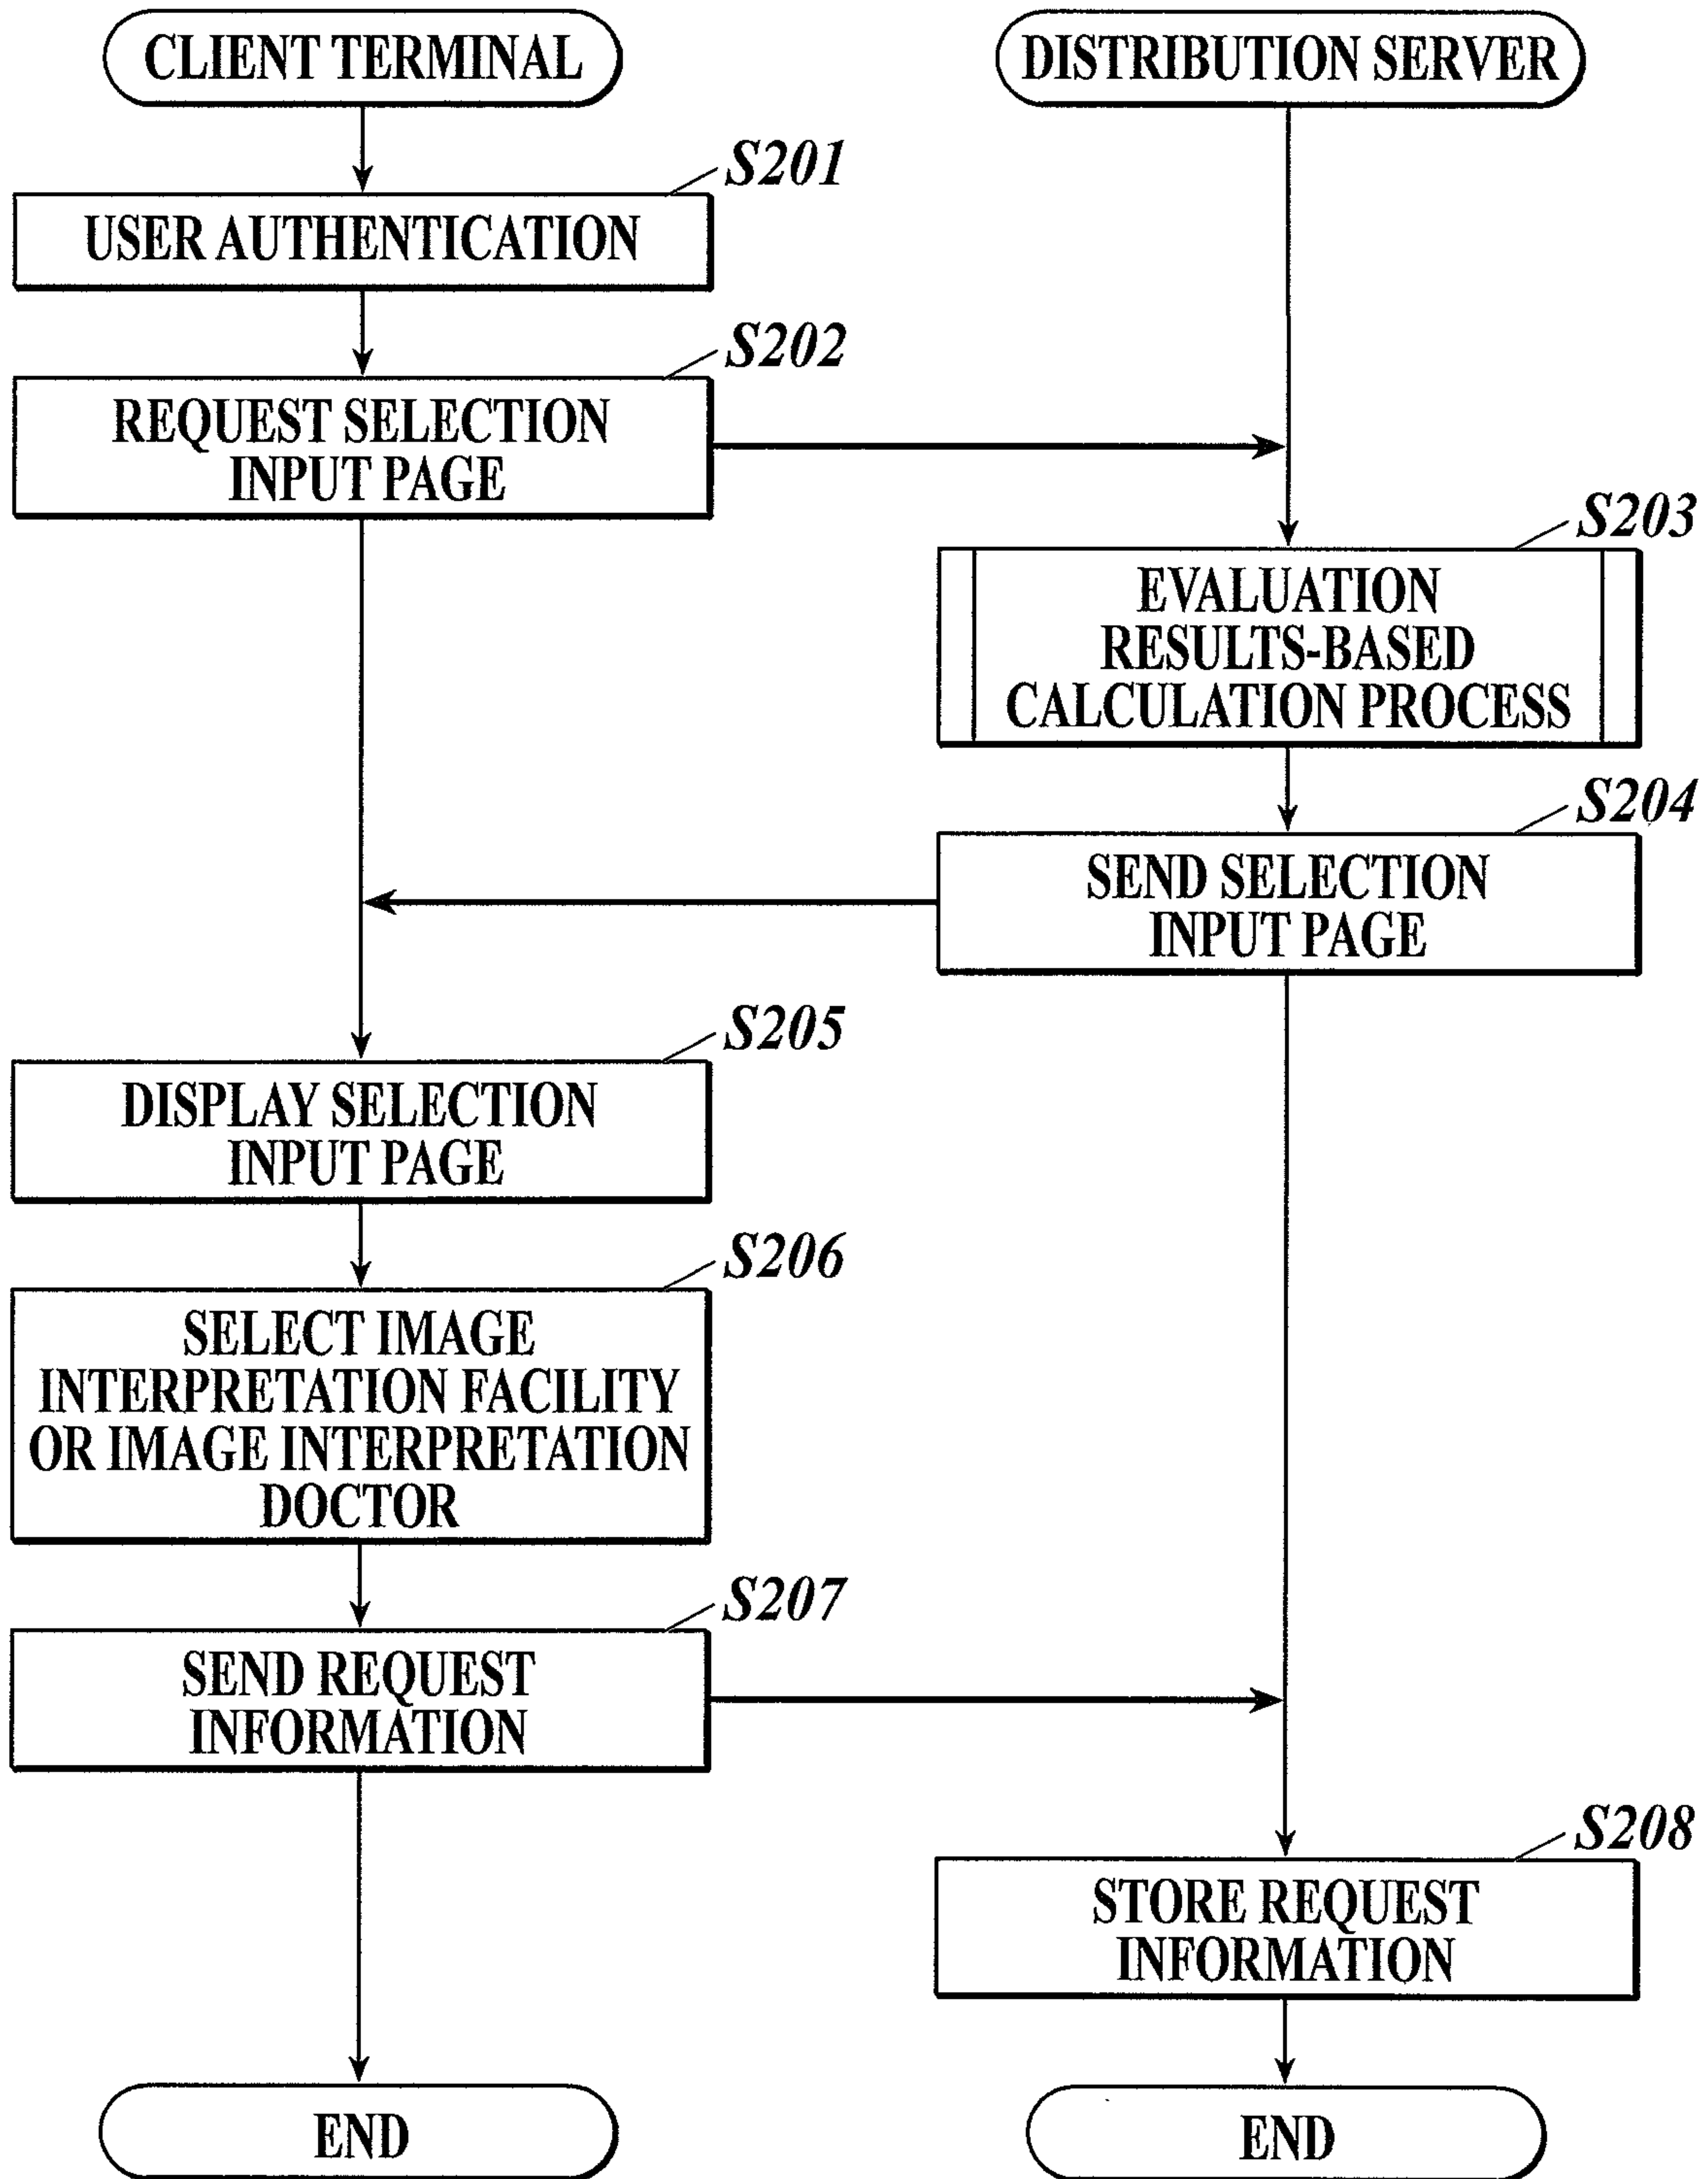 CLIENT TERMINAL
DISTRIBUTION SERVER
S201
USER AUTHENTICATION
S202
REQUEST SELECTION
INPUT PAGE
S203
EVALUATION
RESULTS-BASED
CALCULATION PROCESS
S204
SEND SELECTION
INPUT PAGE
S205
DISPLAY SELECTION
INPUT PAGE
S206
SELECT IMAGE
INTERPRETATION FACILITY
OR IMAGE INTERPRETATION
DOCTOR
S207
SEND REQUEST
INFORMATION
S208
STORE REQUEST
INFORMATION
END
END